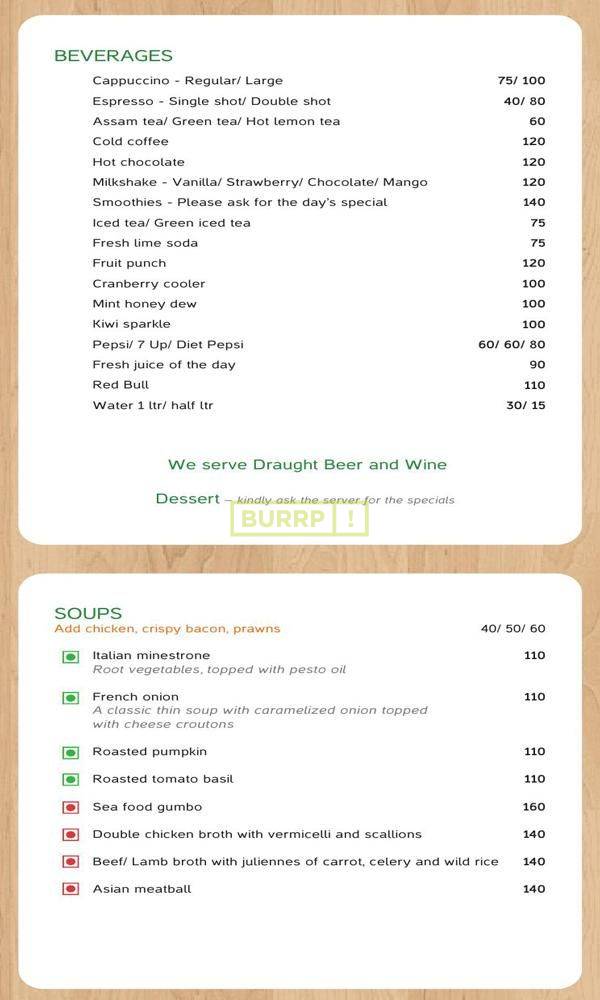 BEVERAGES
Cappuccino - Regular/ Large 75/ 100
Espresso - Single shot/ Double shot 40/ 80
Assam tea/ Green tea/ Hot lemon tea 60
Cold coffee 120
Hot chocolate 120
Milkshake - Vanilla/ Strawberry/ Chocolate/ Mango 120
Smoothies - Please ask for the day's special 140
Iced tea/ Green iced tea 75
Fresh lime soda 75
Fruit punch 120
Cranberry cooler 100
Mint honey dew 100
Kiwi sparkle 100
Pepsi/ 7 Up/ Diet Pepsi 60/ 60/ 80
Fresh juice of the day 90
Red Bull 110
Water 1 ltr/ half ltr 30/ 15
We serve Draught Beer and Wine
Dessert – kindly ask the server for the specials
BURRP !
SOUPS
Add chicken, crispy bacon, prawns 40/ 50/ 60
Italian minestrone 110
Root vegetables, topped with pesto oil
French onion 110
A classic thin soup with caramelized onion topped
with cheese croutons
Roasted pumpkin 110
Roasted tomato basil 110
Sea food gumbo 160
Double chicken broth with vermicelli and scallions 140
Beef/ Lamb broth with juliennes of carrot, celery and wild rice 140
Asian meatball 140